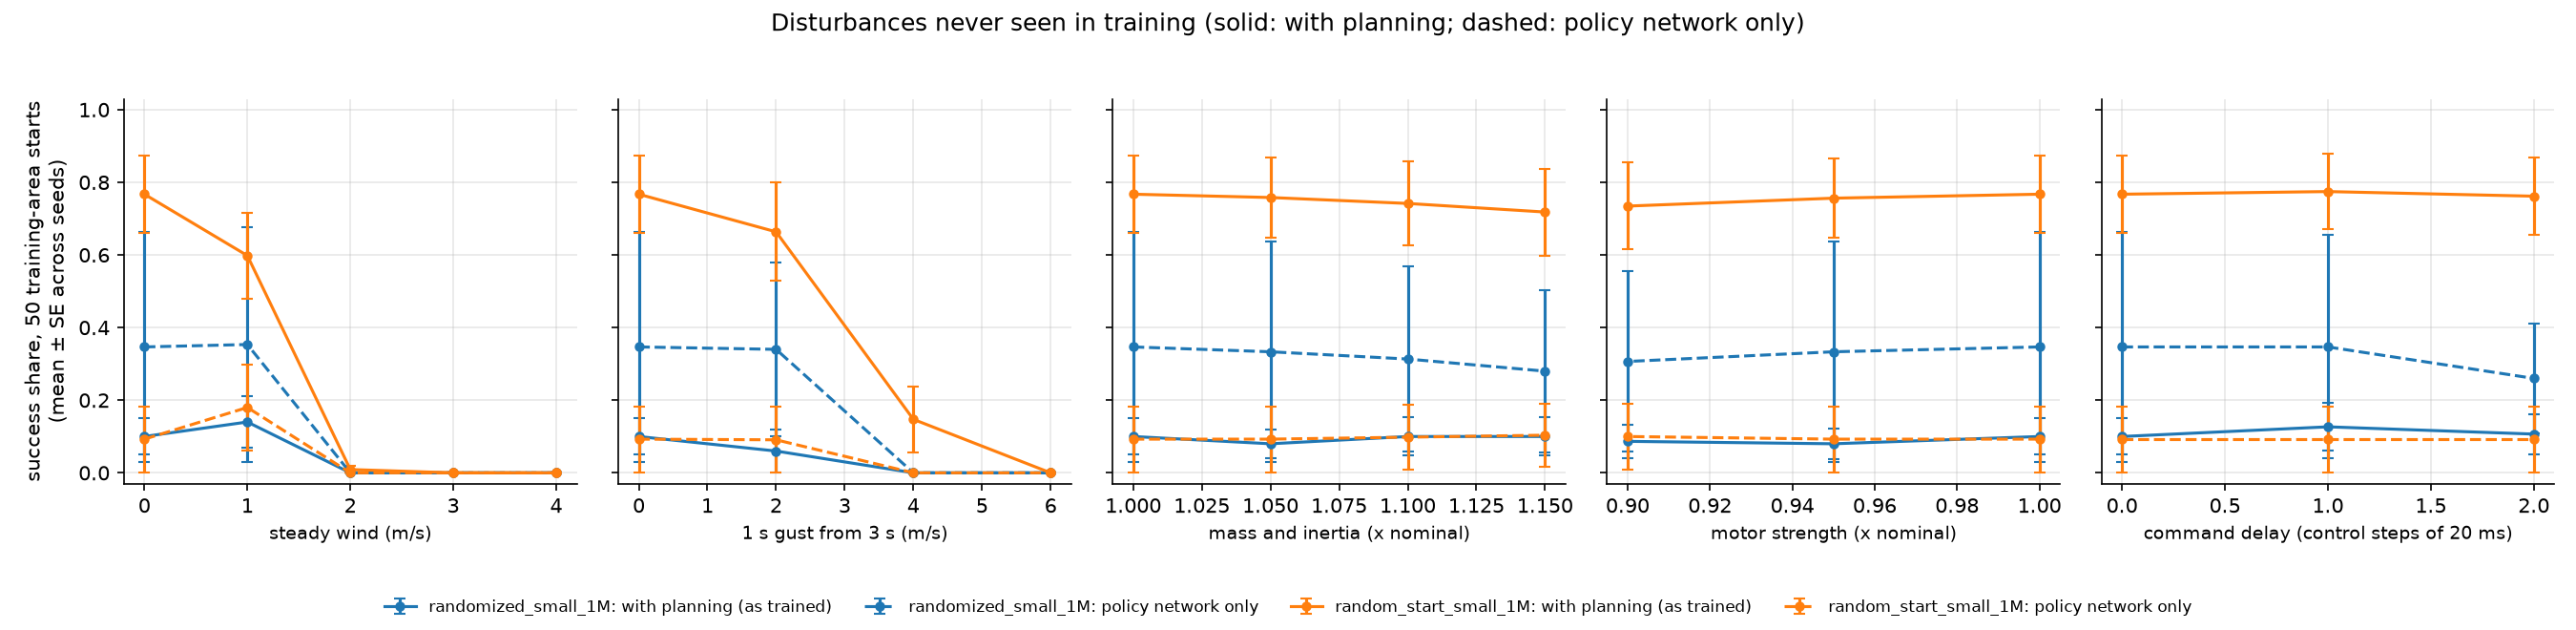 Disturbances never seen in training (solid: with planning; dashed: policy network only)
success share, 50 training-area starts
(mean ± SE across seeds)
1.0
0.8
0.6
0.4
0.2
0.0
0 1 2 3 4
steady wind (m/s)
0 1 2 3 4 5 6
1 s gust from 3 s (m/s)
1.000 1.025 1.050 1.075 1.100 1.125 1.150
mass and inertia (x nominal)
0.90 0.92 0.94 0.96 0.98 1.00
motor strength (x nominal)
0.0 0.5 1.0 1.5 2.0
command delay (control steps of 20 ms)
randomized_small_1M: with planning (as trained)
randomized_small_1M: policy network only
random_start_small_1M: with planning (as trained)
random_start_small_1M: policy network only